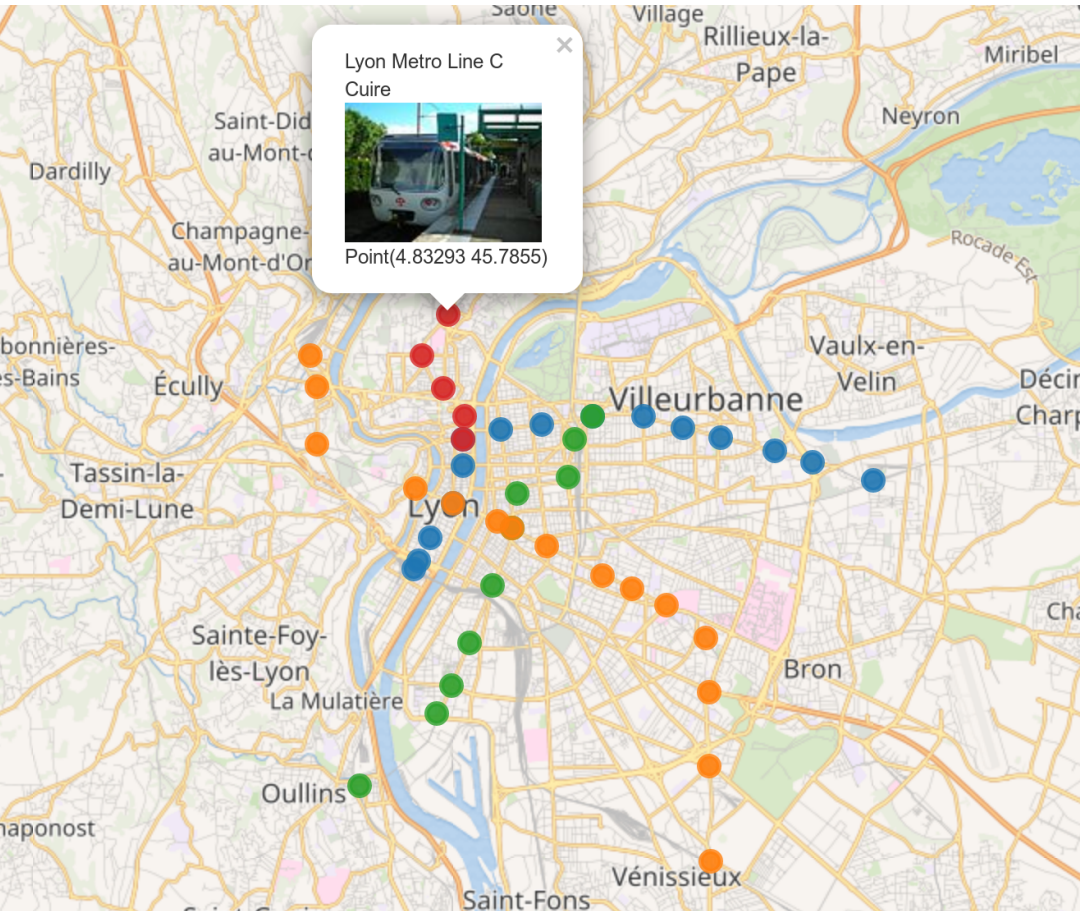 Saône
Village
Rillieux-la-
Pape
Miribel
Lyon Metro Line C
×
Cuire
Point(4.83293 45.7855)
Neyron
Saint-Did
au-Mont-d
Dardilly
Champagne-
au-Mont-d'Or
Rocade Est
bonnières-
es-Bains
Écully
Vaulx-en-
Velin
Décin
Charp
Villeurbanne
Tassin-la-
Demi-Lune
Lyon
Sainte-Foy-
lès-Lyon
La Mulatière
Bron
Cha
Oullins
haponost
Vénissieux
Saint-Fons